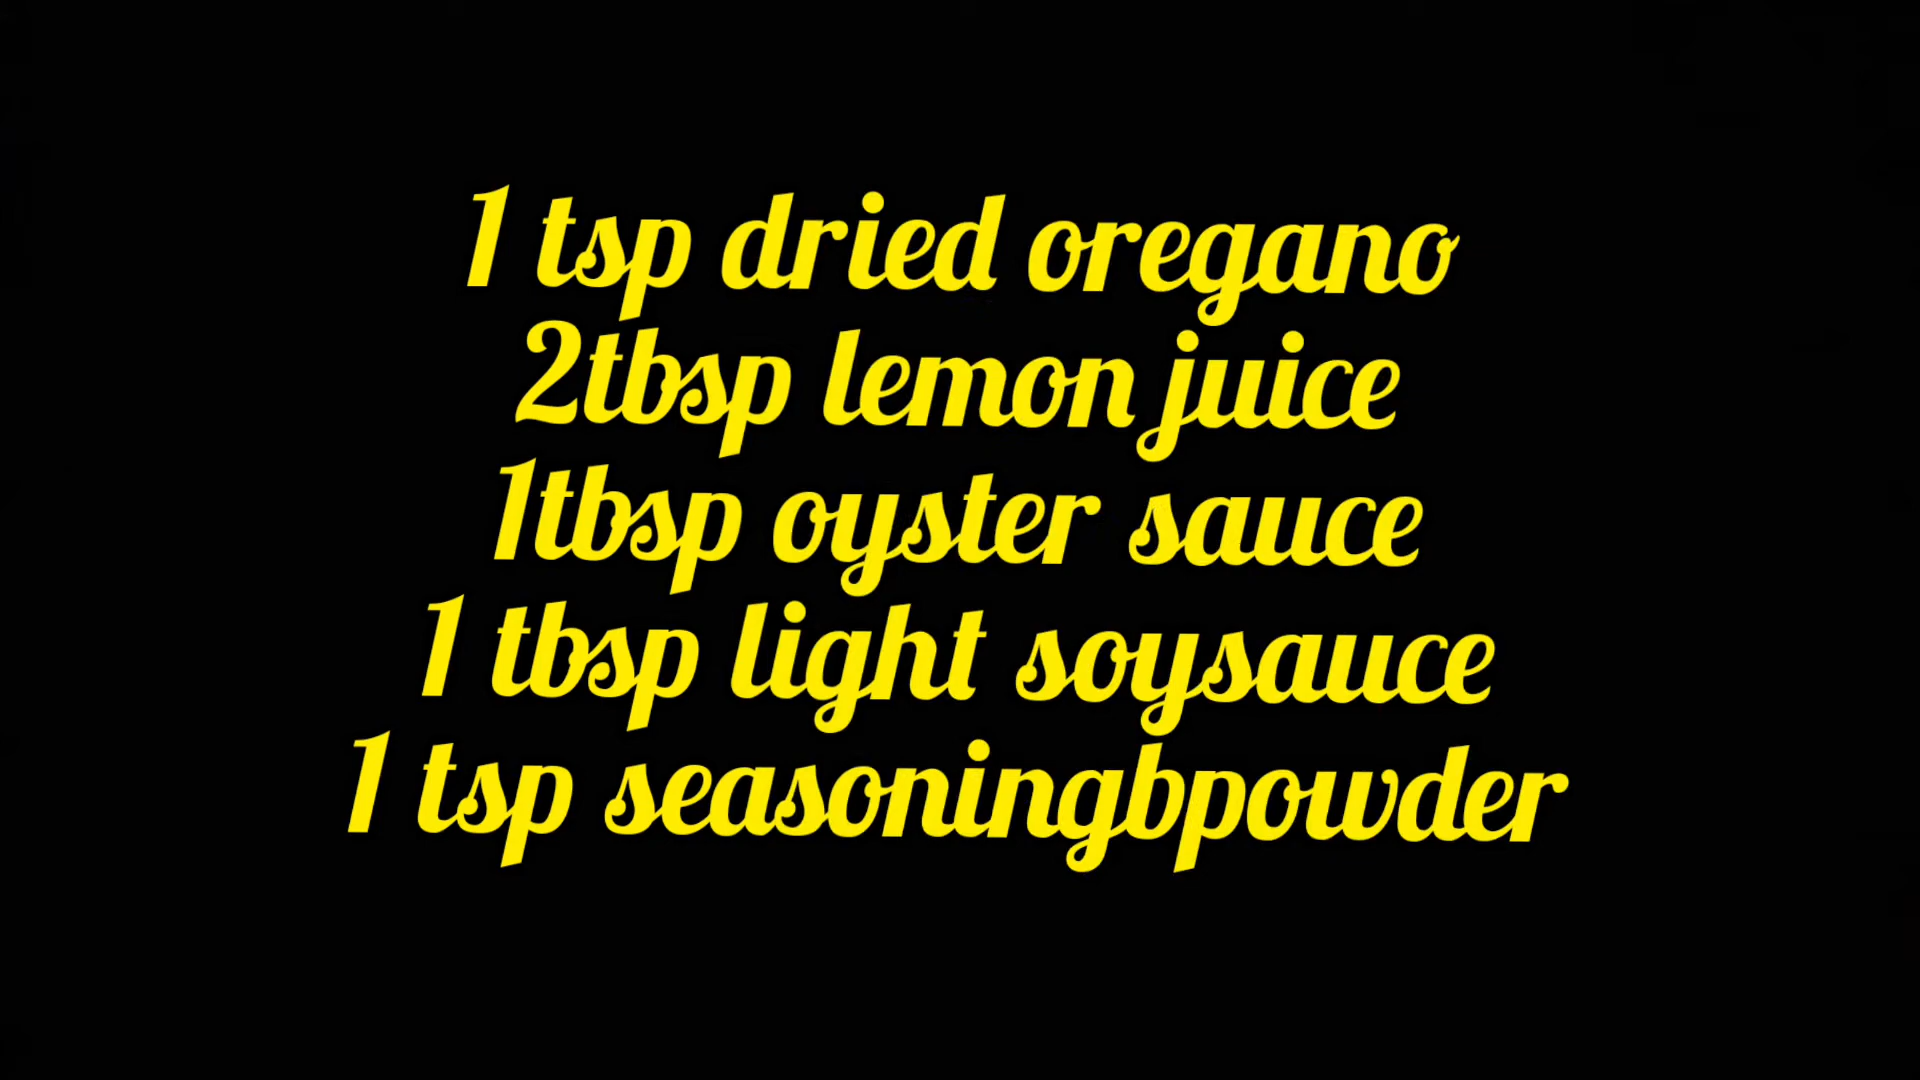 1 tsp dried oregano
2tbsp lemon juice
1tbsp oyster sauce
1 tbsp light soysauce
1 tsp seasoningbpowder